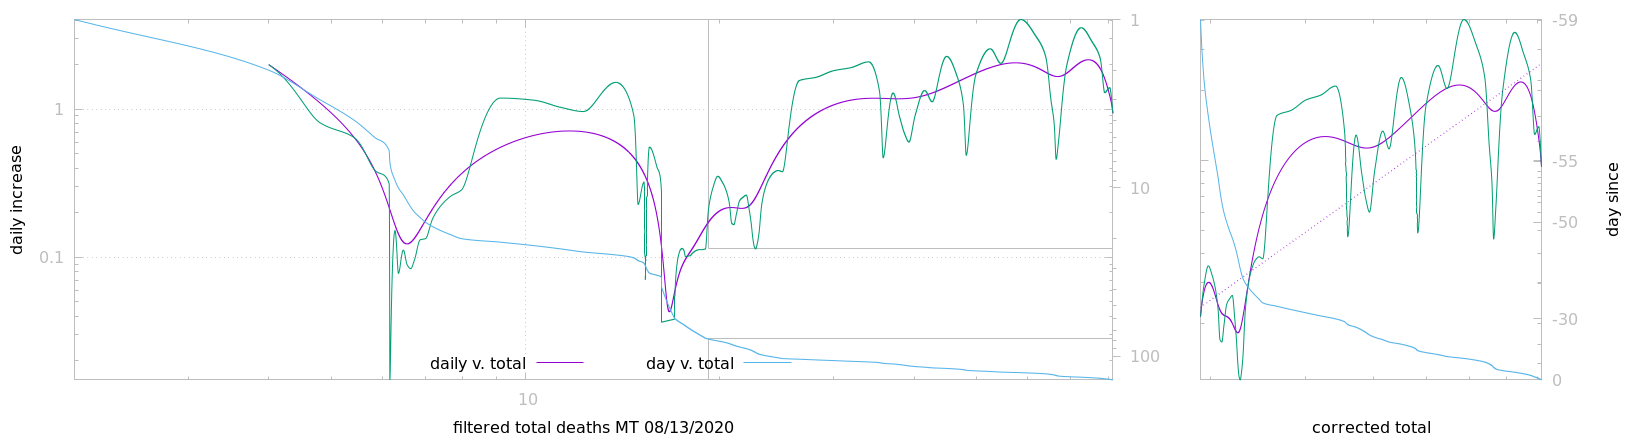 1
-59
1
-55
daily increase
10
-50
day since
0.1
-30
daily v. total
day v. total
100
0
10
filtered total deaths MT 08/13/2020
corrected total